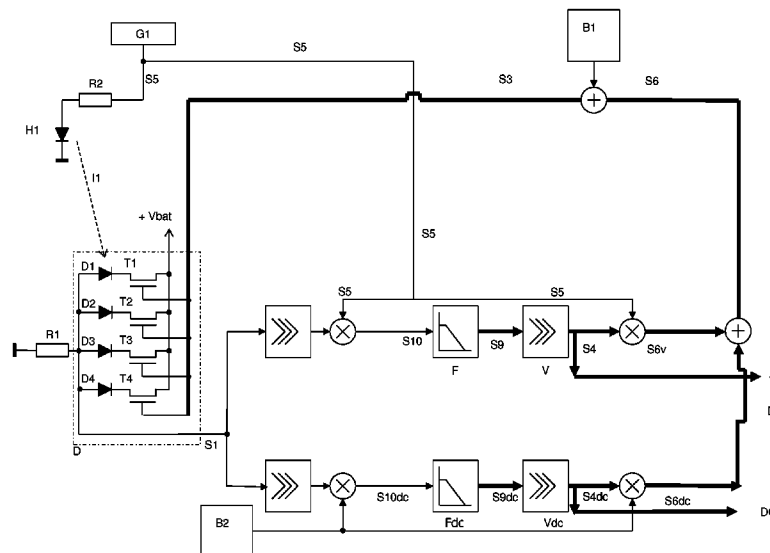 G1
B1
S5
S5
S3
S6
R2
H1
I1
+ Vbat
S5
D1
T1
D2
T2
R1
D3
T3
D4
T4
D
S1
S5
S5
S10
F
S9
V
S4
S6v
S10dc
Fdc
S9dc
Vdc
S4dc
S6dc
B2